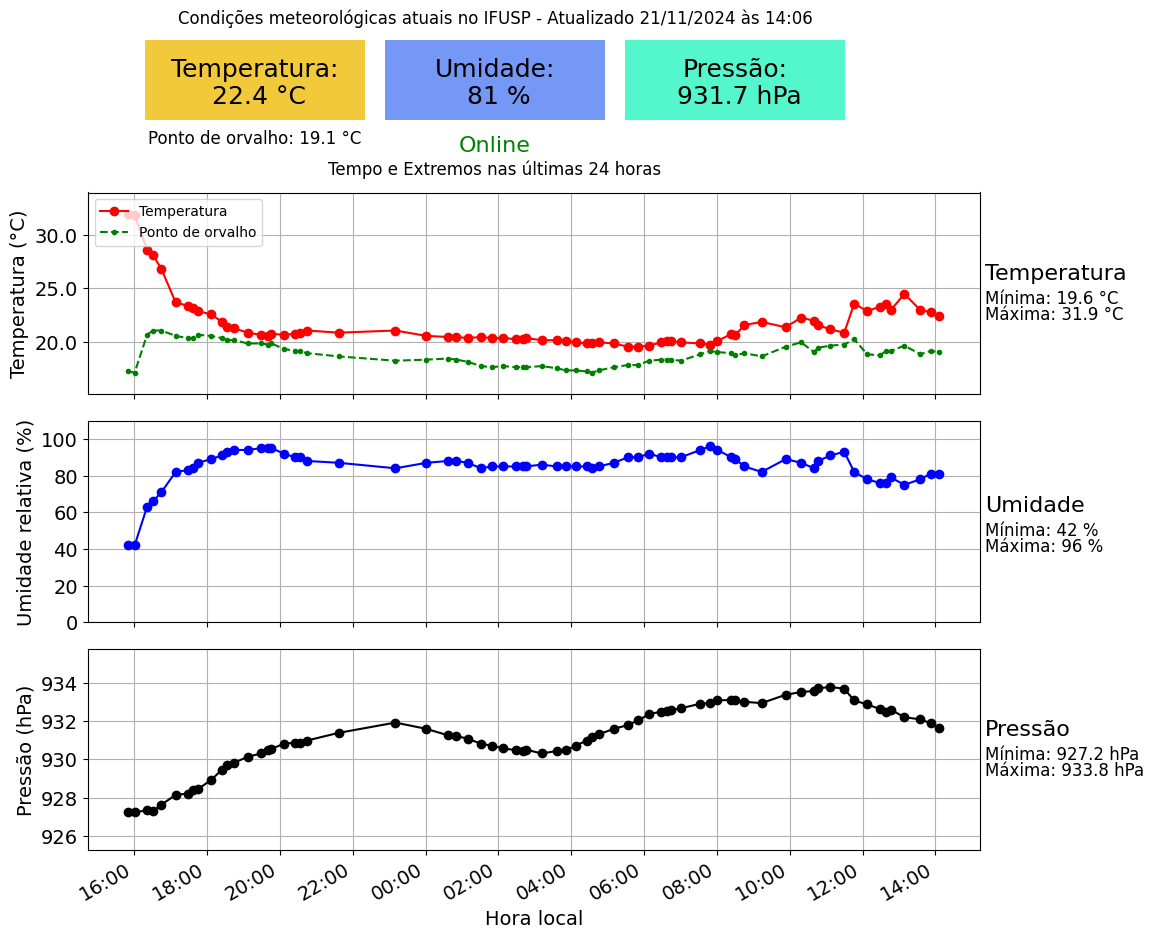 Condições meteorológicas atuais no IFUSP - Atualizado 21/11/2024 às 14:06
Temperatura:
22.4 °C
Umidade:
81 %
Pressão:
931.7 hPa
Ponto de orvalho: 19.1 °C
Online
Tempo e Extremos nas últimas 24 horas
Temperatura (°C)
30.0
25.0
20.0
Temperatura
Ponto de orvalho
Temperatura
Mínima: 19.6 °C
Máxima: 31.9 °C
Umidade relativa (%)
100
80
60
40
20
0
Umidade
Mínima: 42 %
Máxima: 96 %
Pressão (hPa)
934
932
930
928
926
Pressão
Mínima: 927.2 hPa
Máxima: 933.8 hPa
16:00
18:00
20:00
22:00
00:00
02:00
04:00
06:00
08:00
10:00
12:00
14:00
Hora local